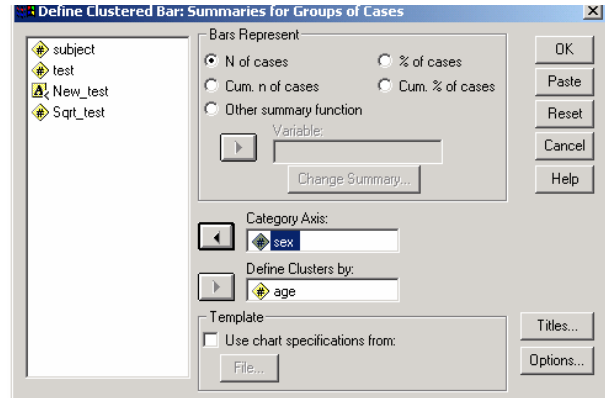 Define Clustered Bar: Summaries for Groups of Cases
subject
test
New_test
Sqrt_test
Bars Represent
N of cases
% of cases
Cum. n of cases
Cum. % of cases
Other summary function
Variable:
Change Summary...
Category Axis:
sex
Define Clusters by:
age
Template
Use chart specifications from:
File...
OK
Paste
Reset
Cancel
Help
Titles...
Options...